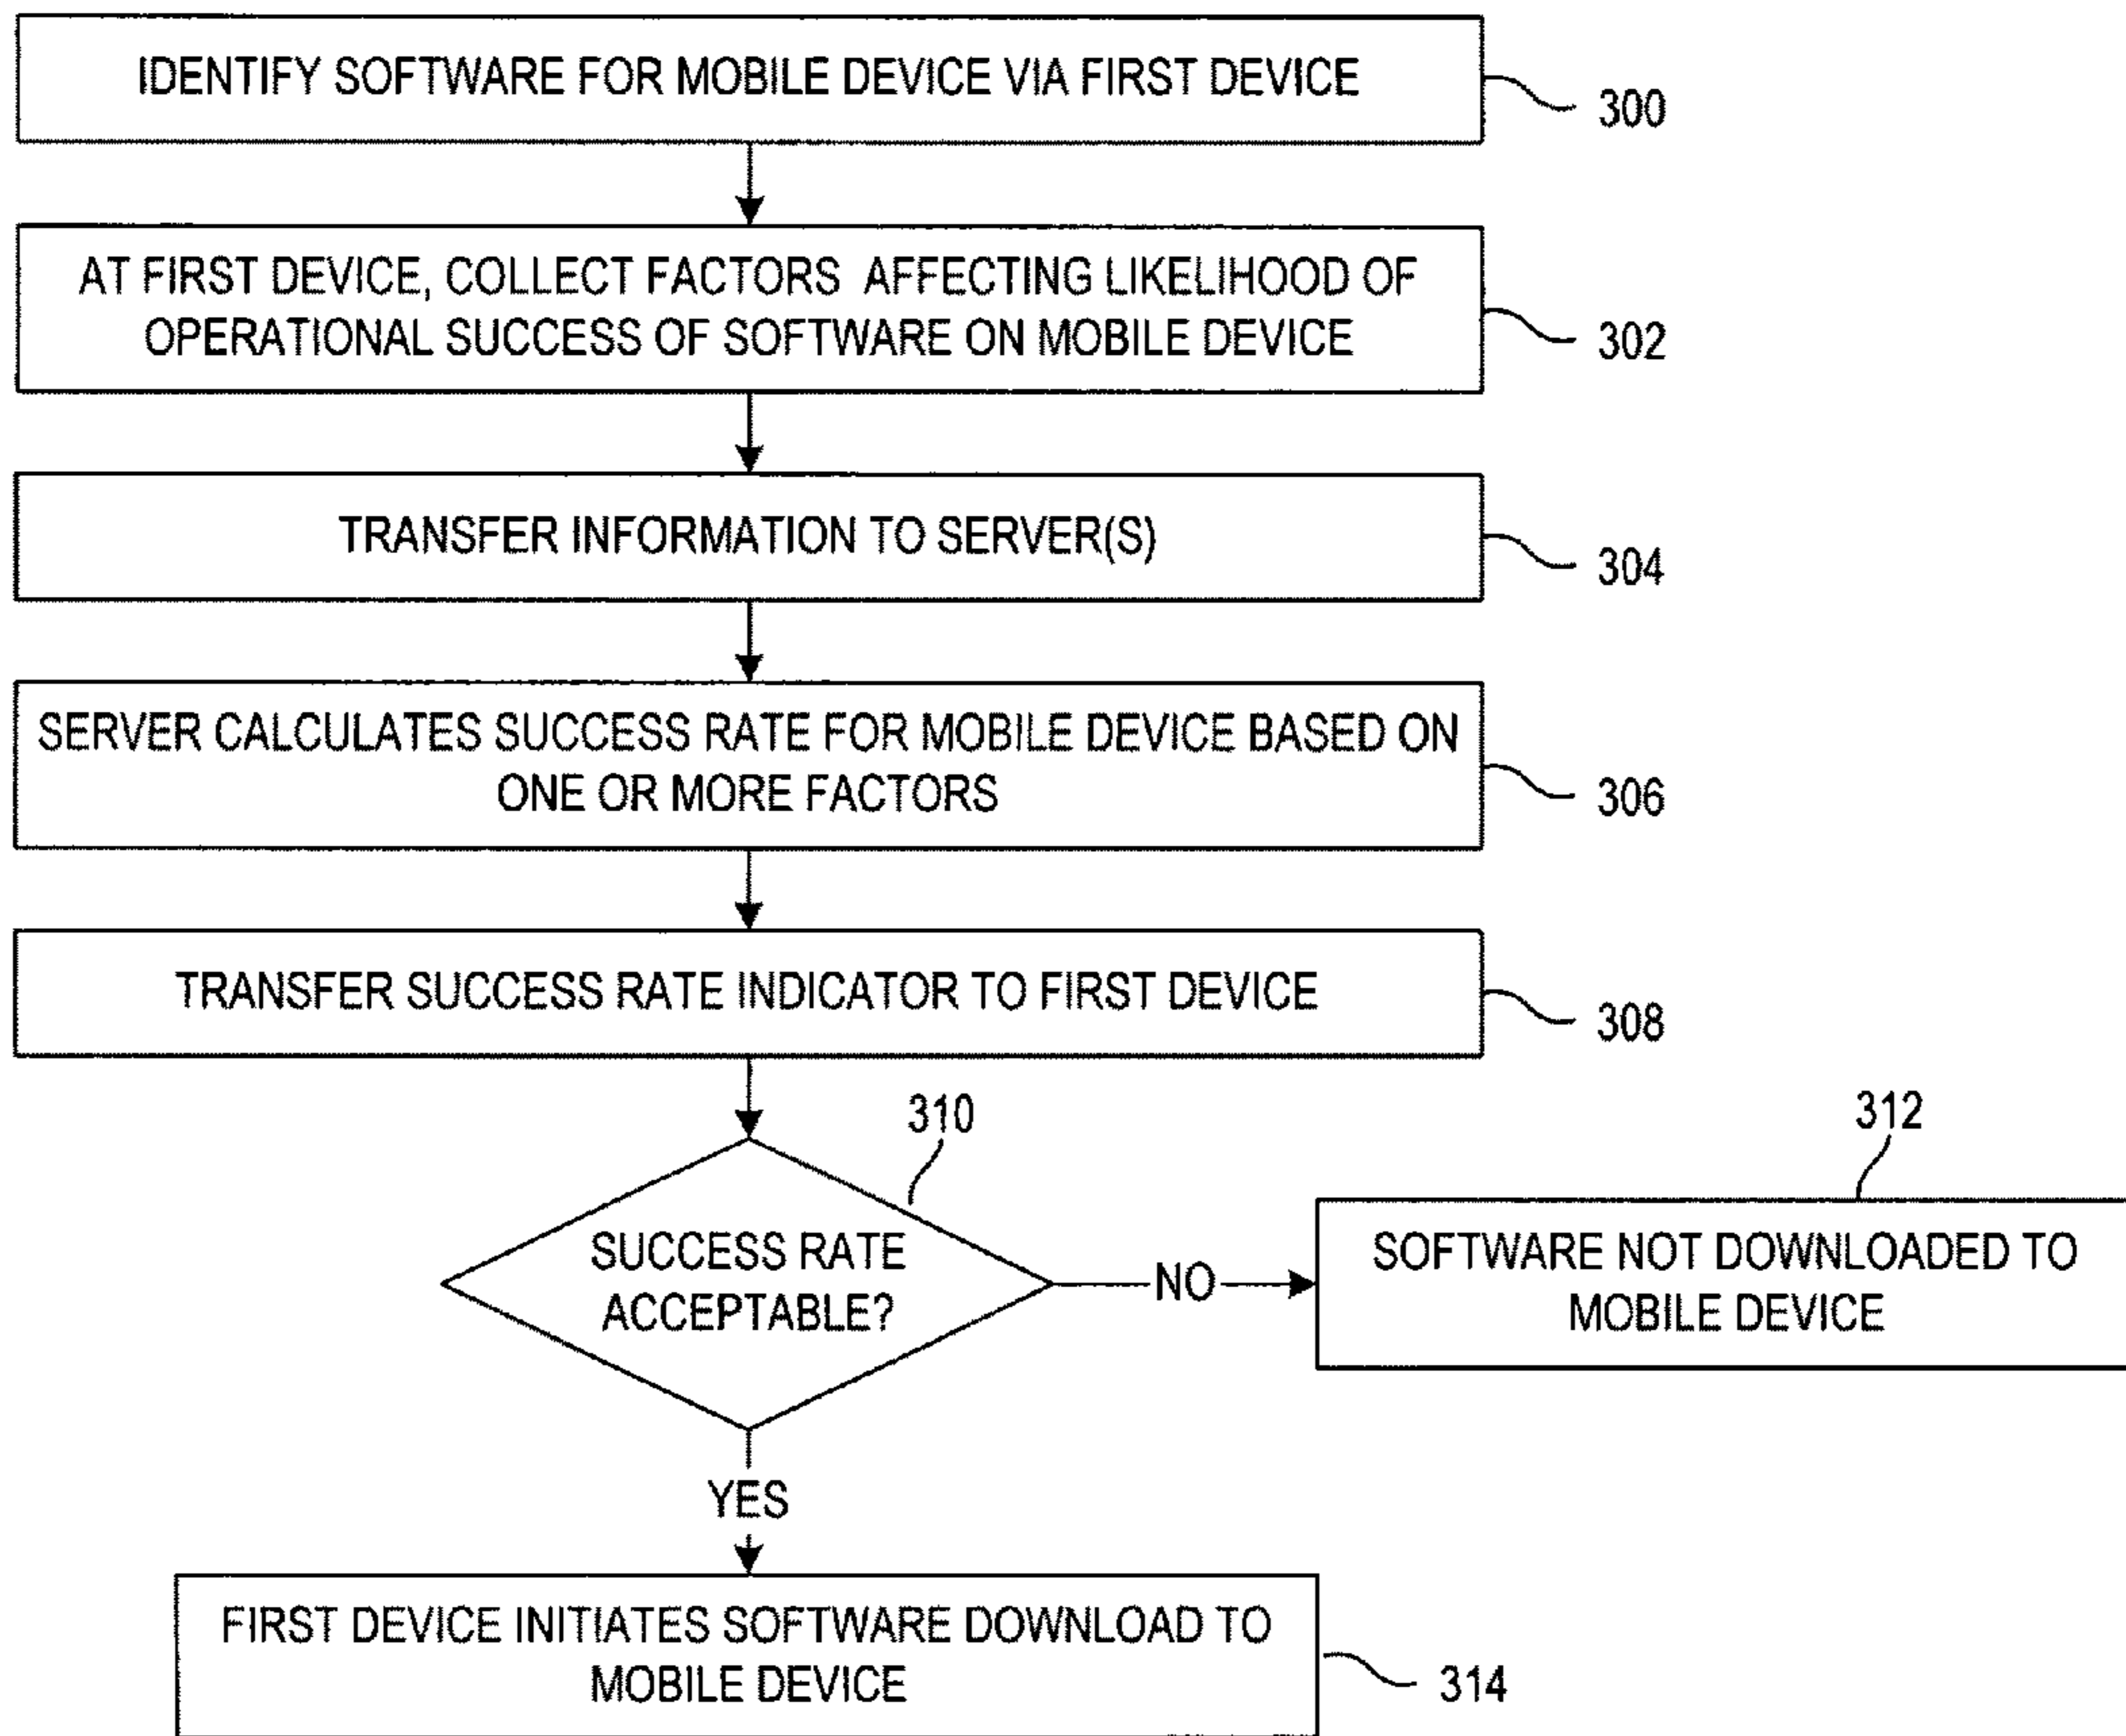 IDENTIFY SOFTWARE FOR MOBILE DEVICE VIA FIRST DEVICE
300
AT FIRST DEVICE, COLLECT FACTORS AFFECTING LIKELIHOOD OF
OPERATIONAL SUCCESS OF SOFTWARE ON MOBILE DEVICE
302
TRANSFER INFORMATION TO SERVER(S)
304
SERVER CALCULATES SUCCESS RATE FOR MOBILE DEVICE BASED ON
ONE OR MORE FACTORS
306
TRANSFER SUCCESS RATE INDICATOR TO FIRST DEVICE
308
310
SUCCESS RATE
ACCEPTABLE?
NO
312
SOFTWARE NOT DOWNLOADED TO
MOBILE DEVICE
YES
FIRST DEVICE INITIATES SOFTWARE DOWNLOAD TO
MOBILE DEVICE
314